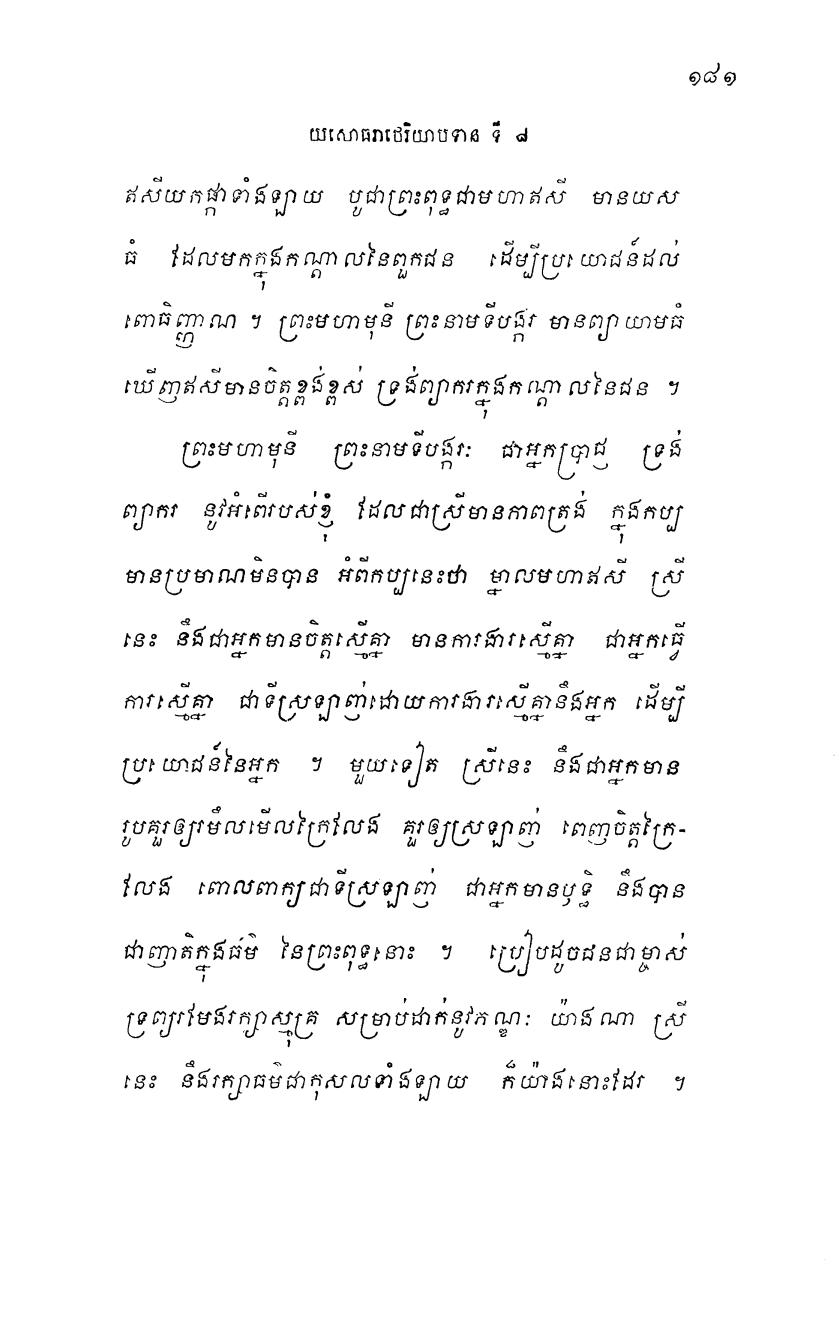 ១៨១
យសោធរាថេរិយាបទាន ទី ៨
ឥសីយកផ្កាទាំងឡាយ បូជាព្រះពុទ្ធជាមហាឥសី មានយស
ធំ ដែលមកក្នុងកណ្តាលនៃពួកជន ដើម្បីប្រយោជន៍ដល់
ពោធិញ្ញាណ ។ ព្រះមហាមុនី ព្រះនាមទីបង្ករ មានព្យាយាមធំ
ឃើញឥសីមានចិត្តខ្ពង់ខ្ពស់ ទ្រង់ព្យាករក្នុងកណ្តាលនៃជន ។
ព្រះមហាមុនី ព្រះនាមទីបង្ករៈ ជាអ្នកប្រាជ្ញ ទ្រង់
ព្យាករ នូវអំពើរបស់ខ្ញុំ ដែលជាស្រីមានភាពត្រង់ ក្នុងកប្ប
មានប្រមាណមិនបាន អំពីកប្បនេះថា ម្នាលមហាឥសី ស្រី
នេះ នឹងជាអ្នកមានចិត្តស្មើគ្នា មានការងារស្មើគ្នា ជាអ្នកធ្វើ
ការស្មើគ្នា ជាទីស្រឡាញ់ដោយការងារស្មើគ្នានឹងអ្នក ដើម្បី
ប្រយោជន៍នៃអ្នក ។ មួយទៀត ស្រីនេះ នឹងជាអ្នកមាន
រូបគួរឲ្យរមឹលមើលក្រៃលែង គួរឲ្យស្រឡាញ់ ពេញចិត្តក្រៃ-
លែង ពោលពាក្យជាទីស្រឡាញ់ ជាអ្នកមានឫទ្ធិ នឹងបាន
ជាញាតិក្នុងធម៌ នៃព្រះពុទ្ធនោះ ។ ប្រៀបដូចជនជាម្ចាស់
ទ្រព្យរមែងរក្សាស្មុគ្រ សម្រាប់ដាក់នូវភណ្ឌៈ យ៉ាងណា ស្រី
នេះ នឹងរក្សាធម៌ជាកុសលទាំងឡាយ ក៏យ៉ាងនោះដែរ ។